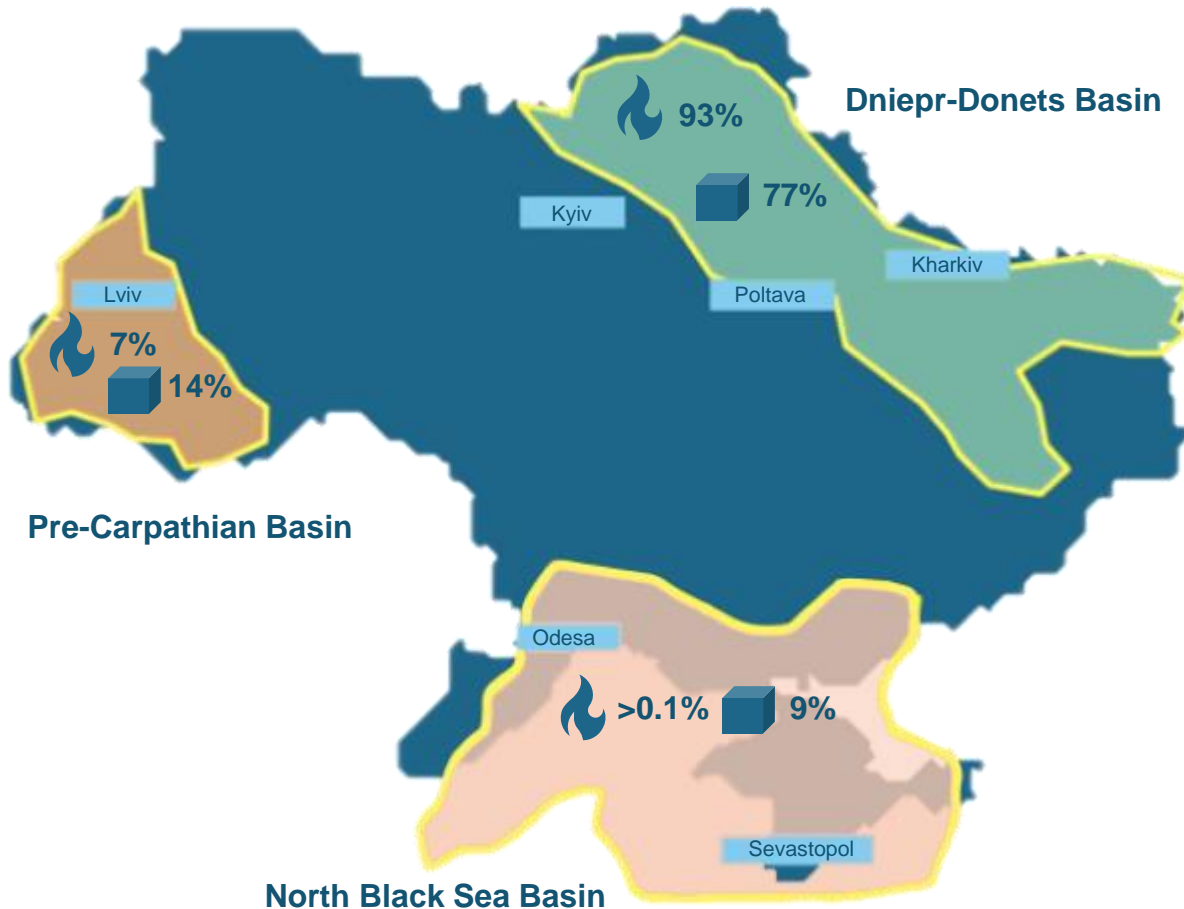 Dniepr-Donets Basin
93%
77%
Kyiv
Kharkiv
Poltava
Lviv
7%
14%
Pre-Carpathian Basin
Odesa
>0.1%
9%
Sevastopol
North Black Sea Basin